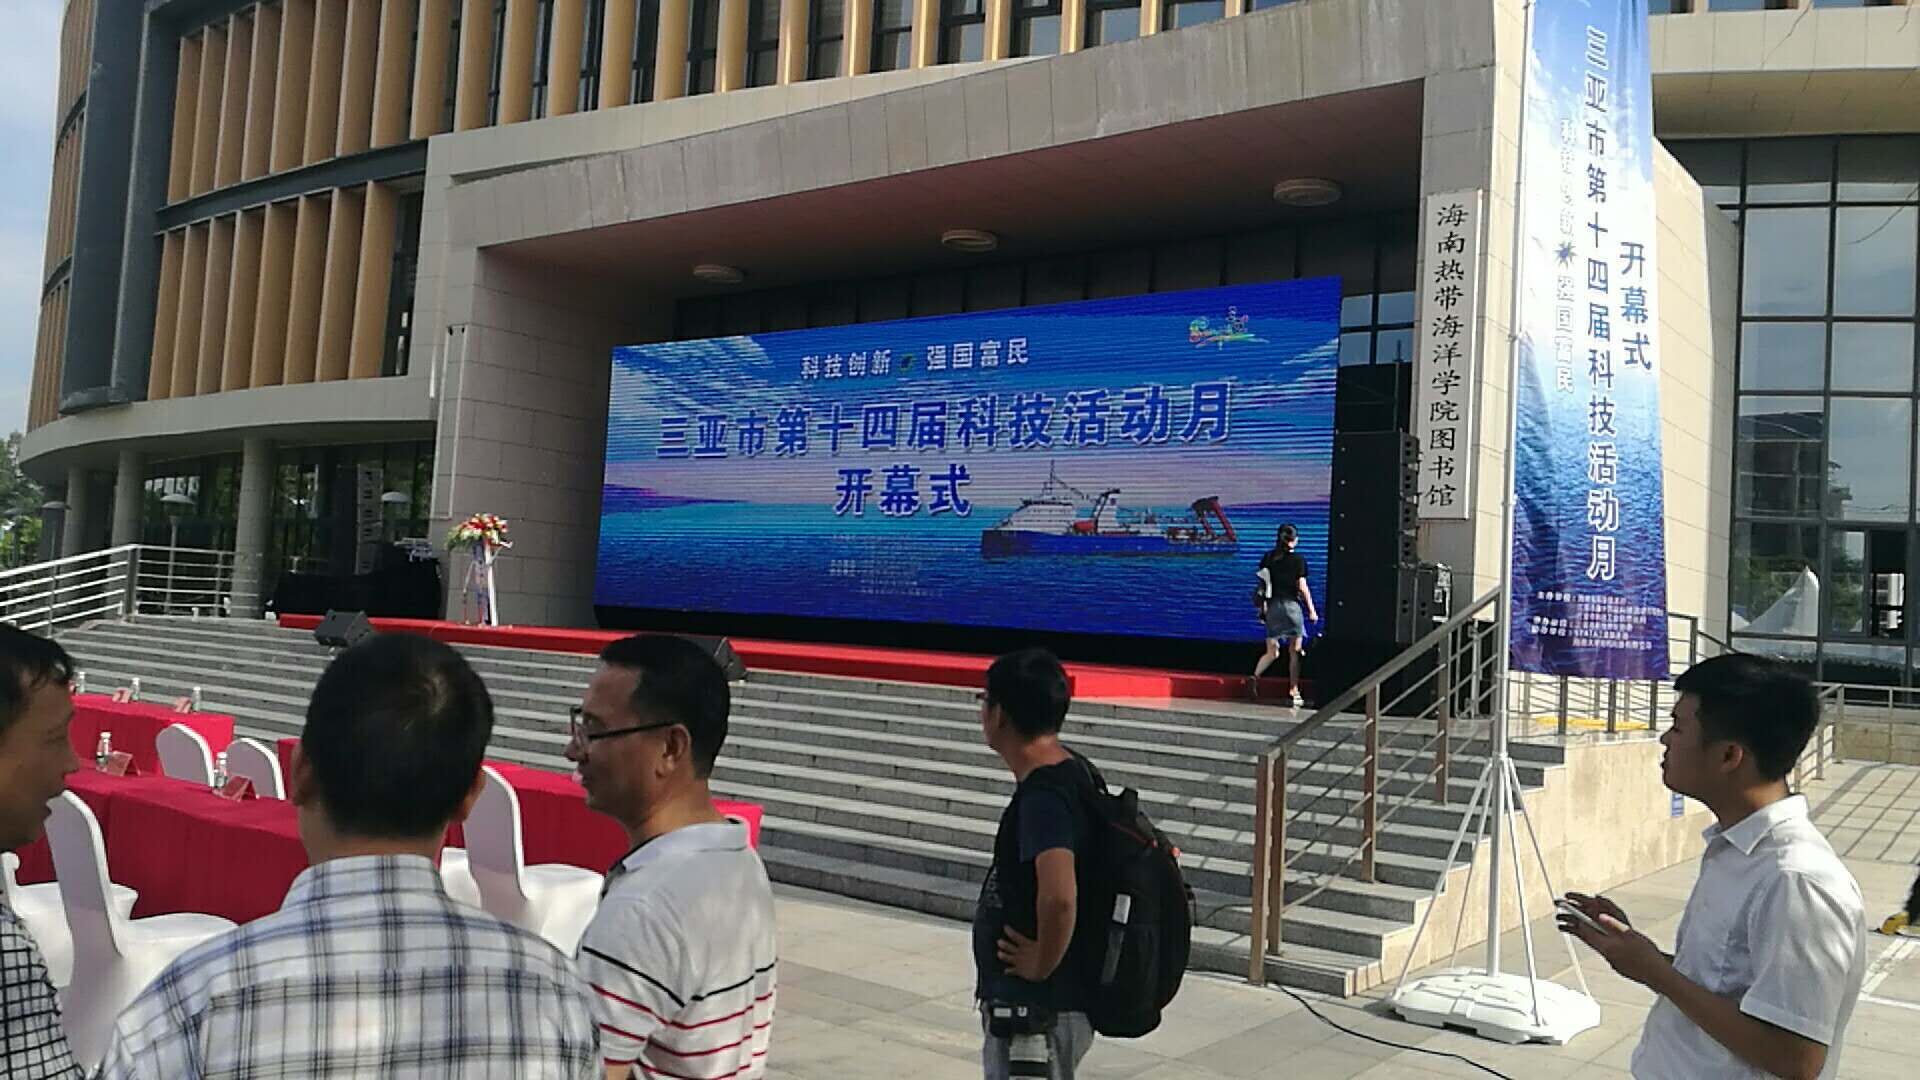 科技创新 强国富民
三亚市第十四届科技活动月
开幕式
海南热带海洋学院图书馆
三亚市第十四届科技活动月
开幕式
科技创新 强国富民